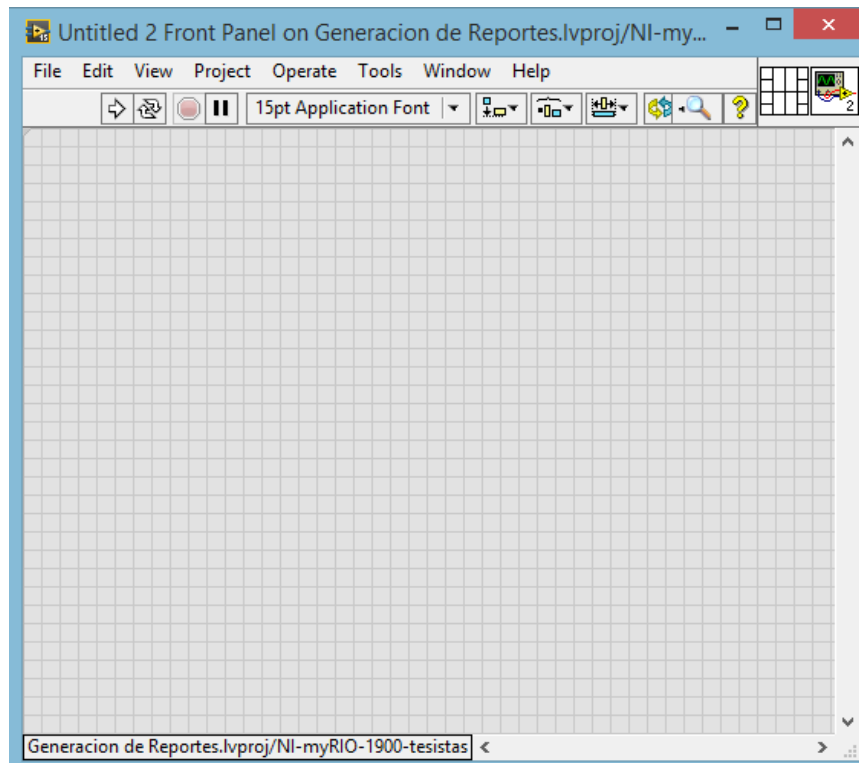 Untitled 2 Front Panel on Generacion de Reportes.lvproj/NI-my...
File Edit View Project Operate Tools Window Help
15pt Application Font
2
Generacion de Reportes.lvproj/NI-myRIO-1900-tesistas